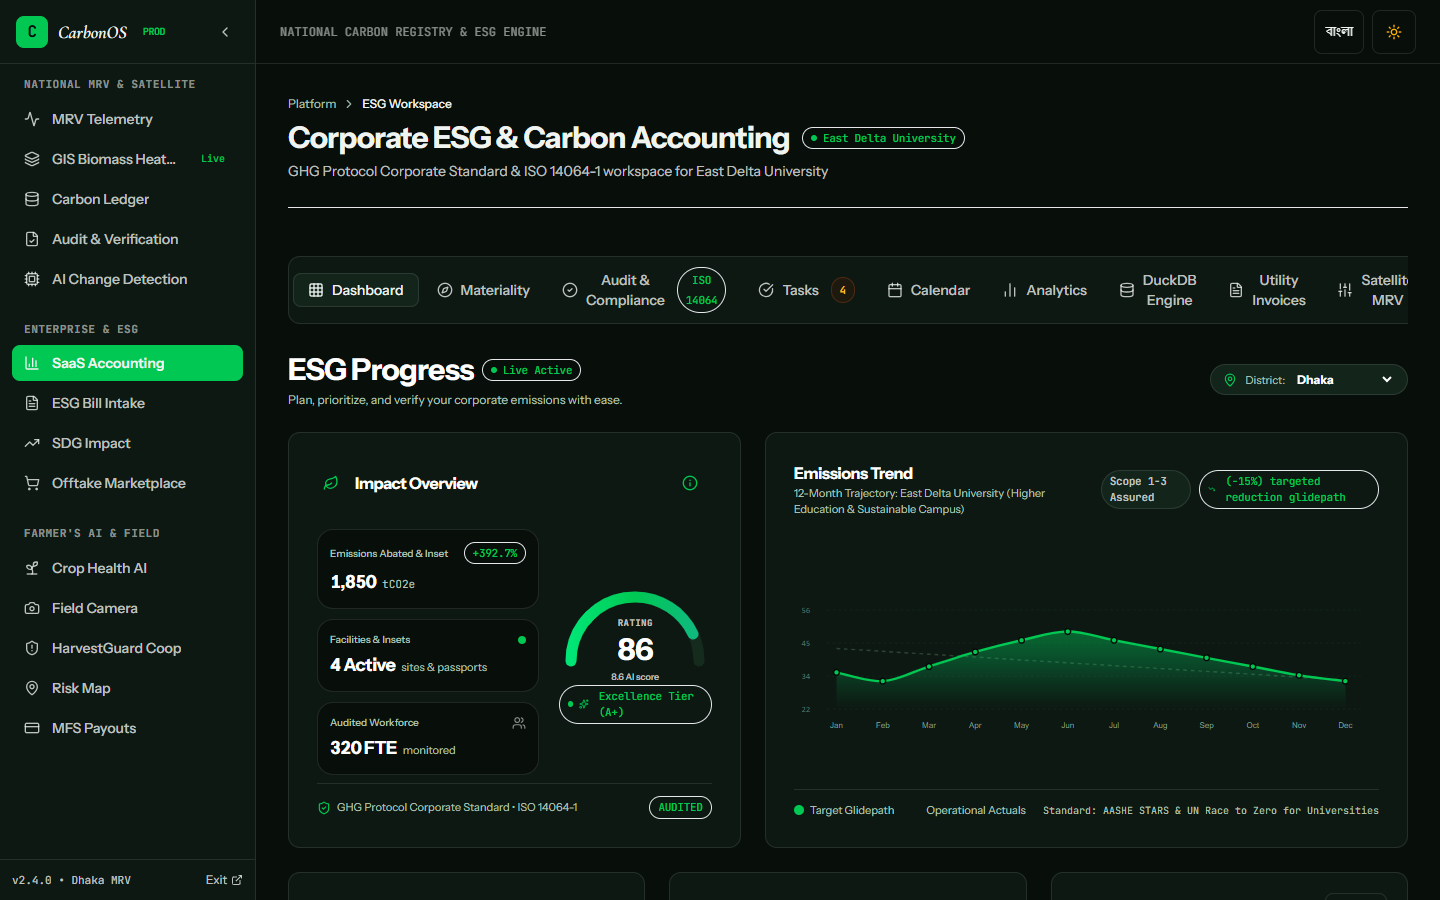 C CarbonOS PROD
NATIONAL CARBON REGISTRY & ESG ENGINE
বাংলা
NATIONAL MRV & SATELLITE
MRV Telemetry
GIS Biomass Heat... Live
Carbon Ledger
Audit & Verification
AI Change Detection
ENTERPRISE & ESG
SaaS Accounting
ESG Bill Intake
SDG Impact
Offtake Marketplace
FARMER'S AI & FIELD
Crop Health AI
Field Camera
HarvestGuard Coop
Risk Map
MFS Payouts
v2.4.0 • Dhaka MRV
Exit
Platform > ESG Workspace
Corporate ESG & Carbon Accounting
East Delta University
GHG Protocol Corporate Standard & ISO 14064-1 workspace for East Delta University
Dashboard
Materiality
Audit &
Compliance
ISO
14064
Tasks 4
Calendar
Analytics
DuckDB
Engine
Utility
Invoices
Satellite
MRV
ESG Progress
Live Active
Plan, prioritize, and verify your corporate emissions with ease.
District: Dhaka
Impact Overview
Emissions Abated & Inset +392.7%
1,850 tCO2e
Facilities & Insets
4 Active sites & passports
Audited Workforce
320 FTE monitored
RATING
86
8.6 AI score
Excellence Tier
(A+)
GHG Protocol Corporate Standard • ISO 14064-1
AUDITED
Emissions Trend
12-Month Trajectory: East Delta University (Higher
Education & Sustainable Campus)
Scope 1-3
Assured
(-15%) targeted
reduction glidepath
56
45
34
22
Jan Feb Mar Apr May Jun Jul Aug Sep Oct Nov Dec
Target Glidepath
Operational Actuals
Standard: AASHE STARS & UN Race to Zero for Universities